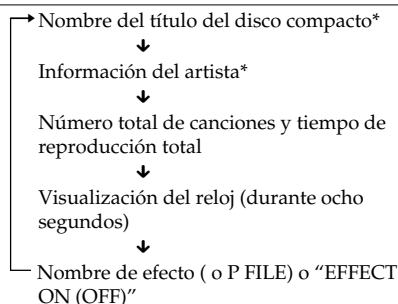 Nombre del título del disco compacto*
Información del artista*
Número total de canciones y tiempo de
reproducción total
Visualización del reloj (durante ocho
segundos)
Nombre de efecto ( o P FILE) o “EFFECT
ON (OFF)”